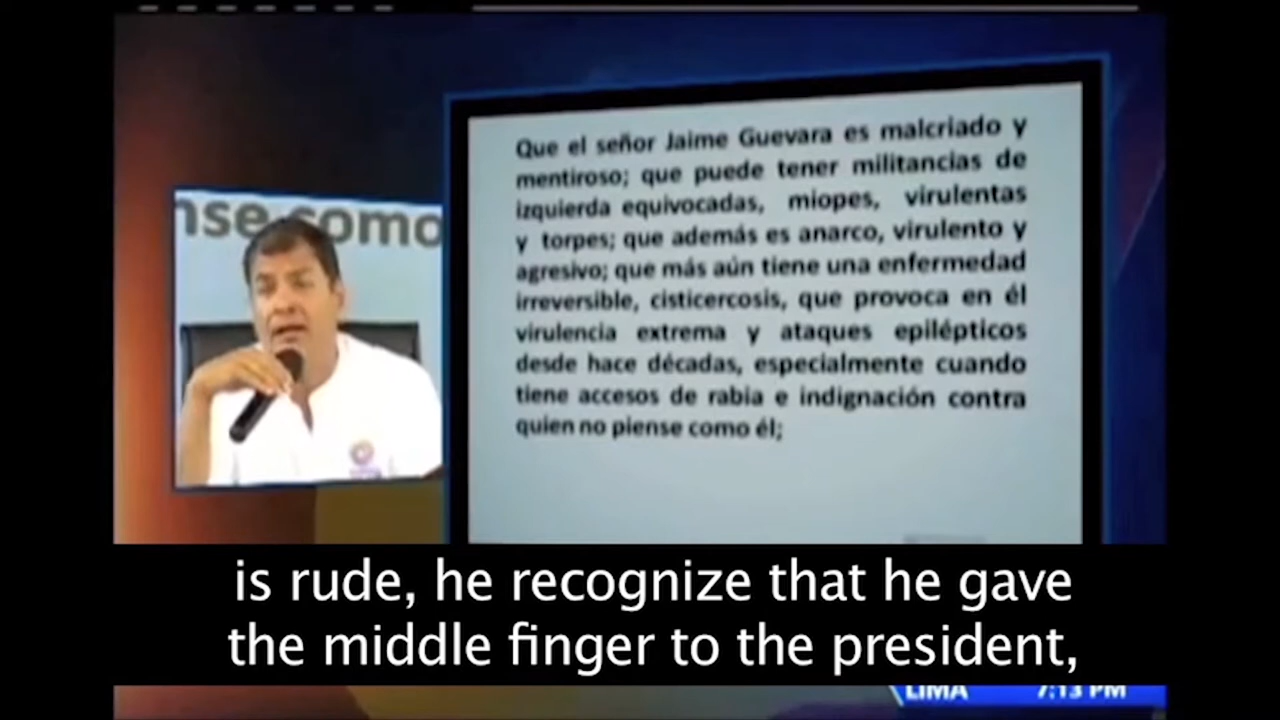 nse como
Que el señor Jaime Guevara es malcriado y
mentiroso; que puede tener militancias de
izquierda equivocadas, miopes, virulentas
y torpes; que además es anarco, virulento y
agresivo; que más aún tiene una enfermedad
irreversible, cisticercosis, que provoca en él
virulencia extrema y ataques epilépticos
desde hace décadas, especialmente cuando
tiene accesos de rabia e indignación contra
quien no piense como él;
is rude, he recognize that he gave
the middle finger to the president,
LIMA 7:13 PM